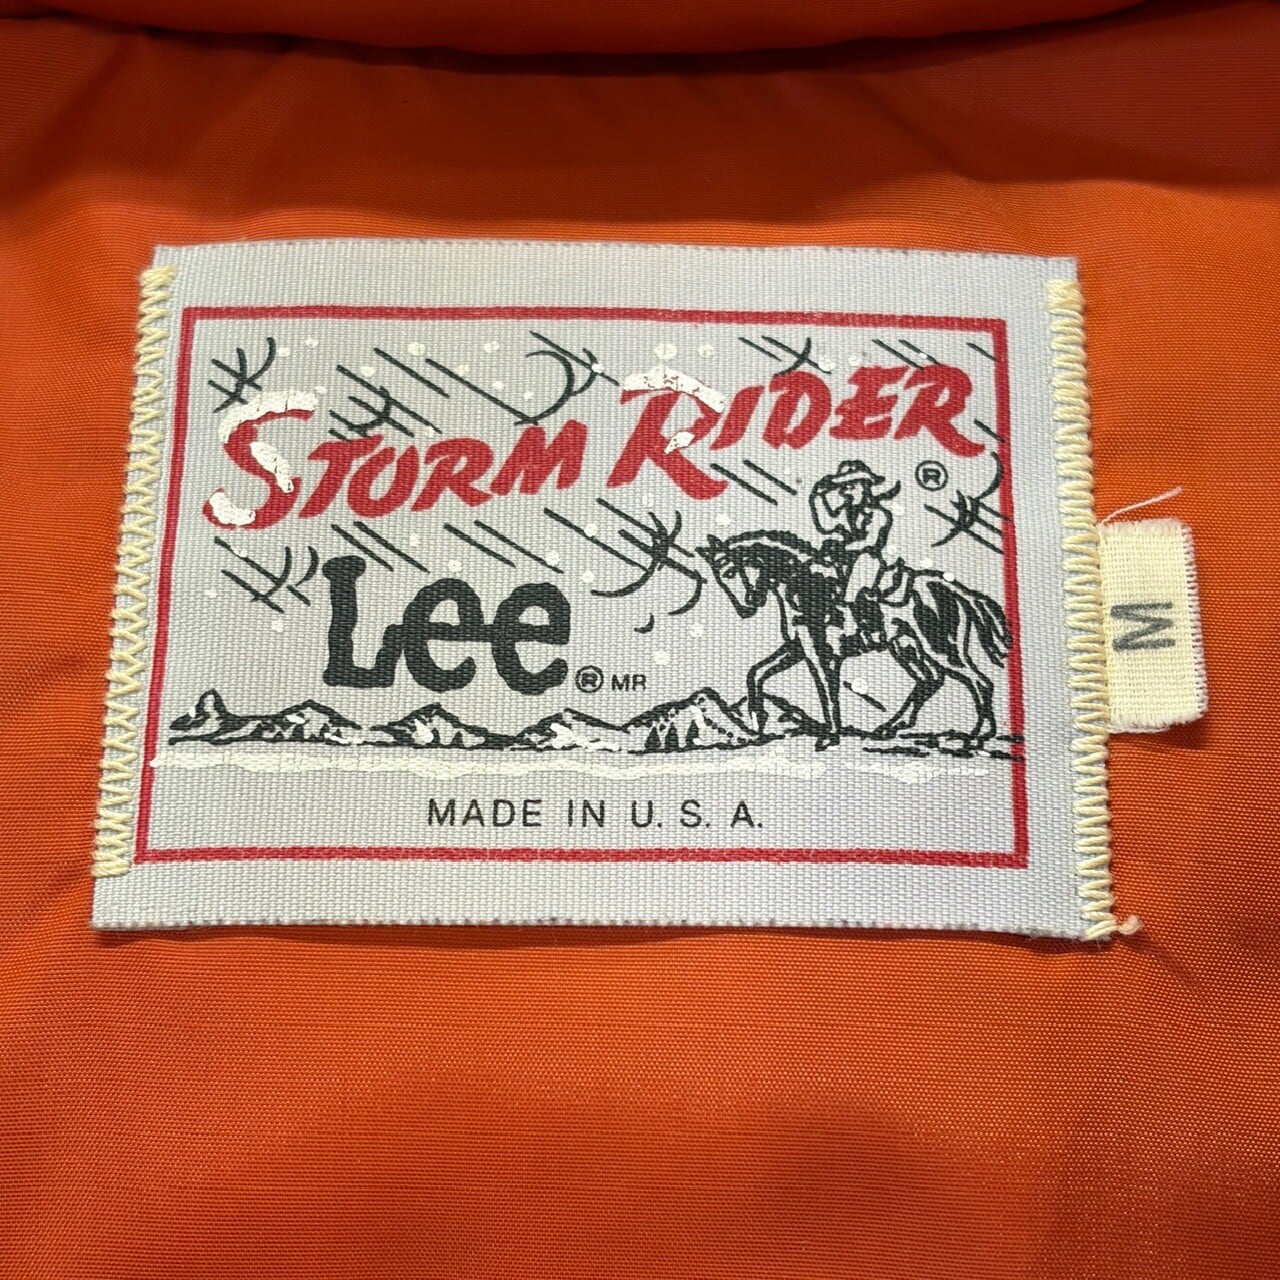 STORM RIDER ®
Lee ® MR
MADE IN U. S. A.
M